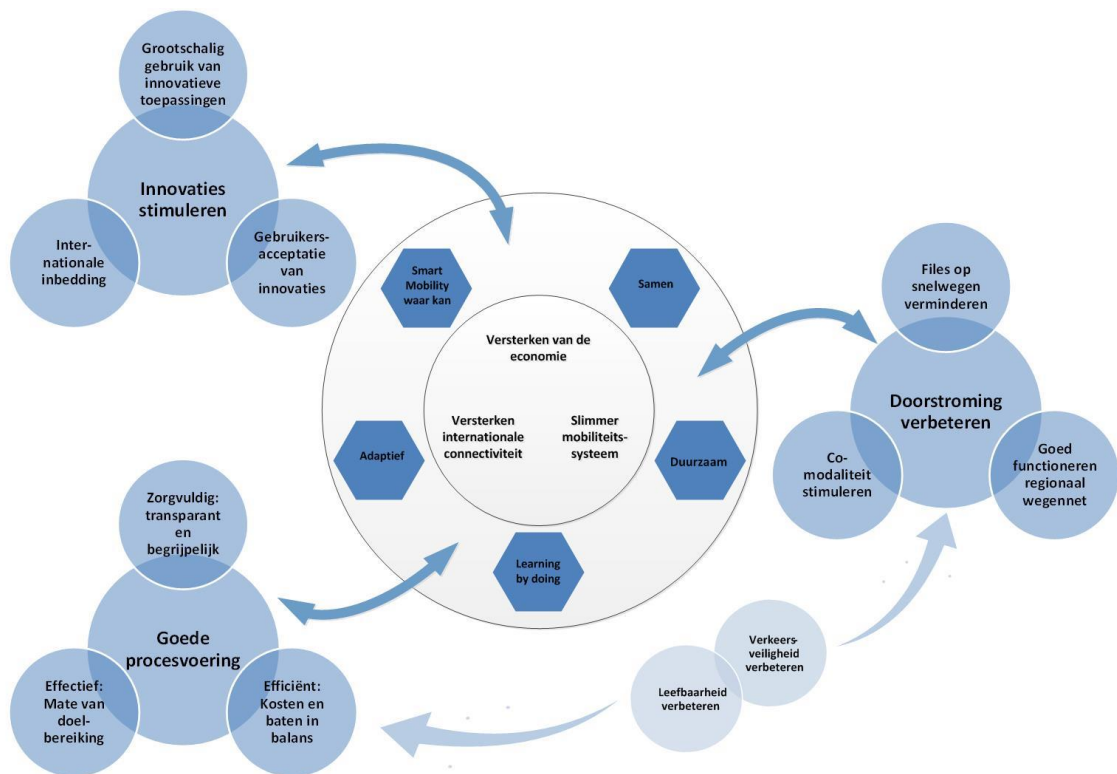 Grootschalig
gebruik van
innovatieve
toepassingen
Innovaties
stimuleren
Inter-
nationale
inbedding
Gebruikers-
acceptatie
van
innovaties
Smart
Mobility
waar kan
Samen
Versterken van de
economie
Versterken
internationale
connectiviteit
Slimmer
mobiliteits-
systeem
Adaptief
Duurzaam
Learning
by doing
Files op
snelwegen
verminderen
Doorstroming
verbeteren
Co-
modaliteit
stimuleren
Goed
functioneren
regionaal
wegennet
Zorgvuldig:
transparant
en
begrijpelijk
Goede
procesvoering
Effectief:
Mate van
doel-
bereiking
Efficiënt:
Kosten en
baten in
balans
Verkeers-
veiligheid
verbeteren
Leefbaarheid
verbeteren